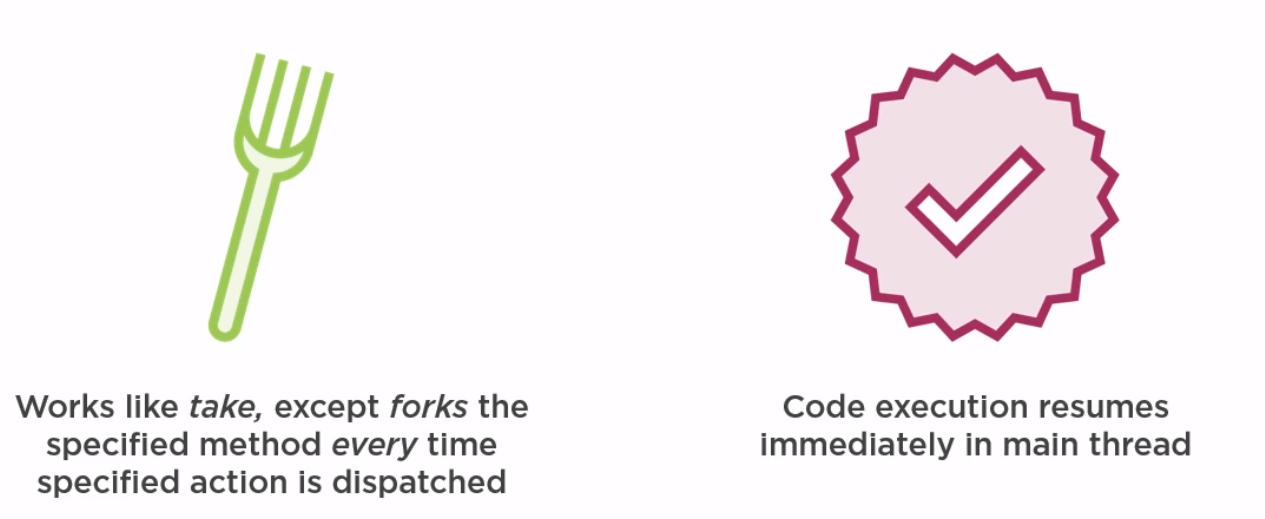 Works like take, except forks the
specified method every time
specified action is dispatched
Code execution resumes
immediately in main thread